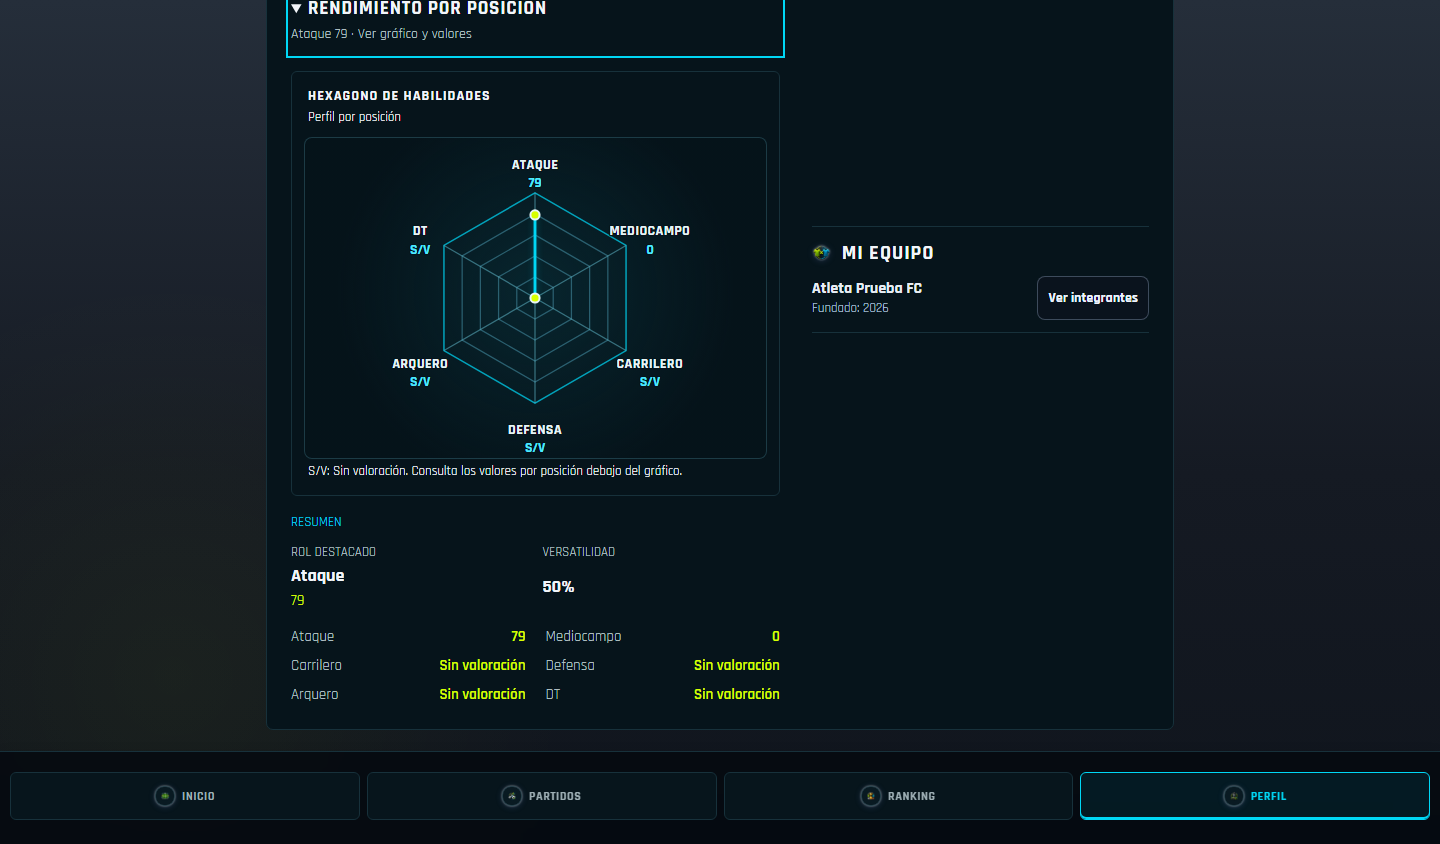 ▼ RENDIMIENTO POR POSICIÓN
Ataque 79 · Ver gráfico y valores
HEXAGONO DE HABILIDADES
Perfil por posición
ATAQUE
79
DT
S/V
MEDIOCAMPO
0
ARQUERO
S/V
CARRILERO
S/V
DEFENSA
S/V
S/V: Sin valoración. Consulta los valores por posición debajo del gráfico.
RESUMEN
ROL DESTACADO
Ataque
79
VERSATILIDAD
50%
Ataque 79
Mediocampo 0
Carrilero Sin valoración
Defensa Sin valoración
Arquero Sin valoración
DT Sin valoración
MI EQUIPO
Atleta Prueba FC
Fundado: 2026
Ver integrantes
INICIO
PARTIDOS
RANKING
PERFIL